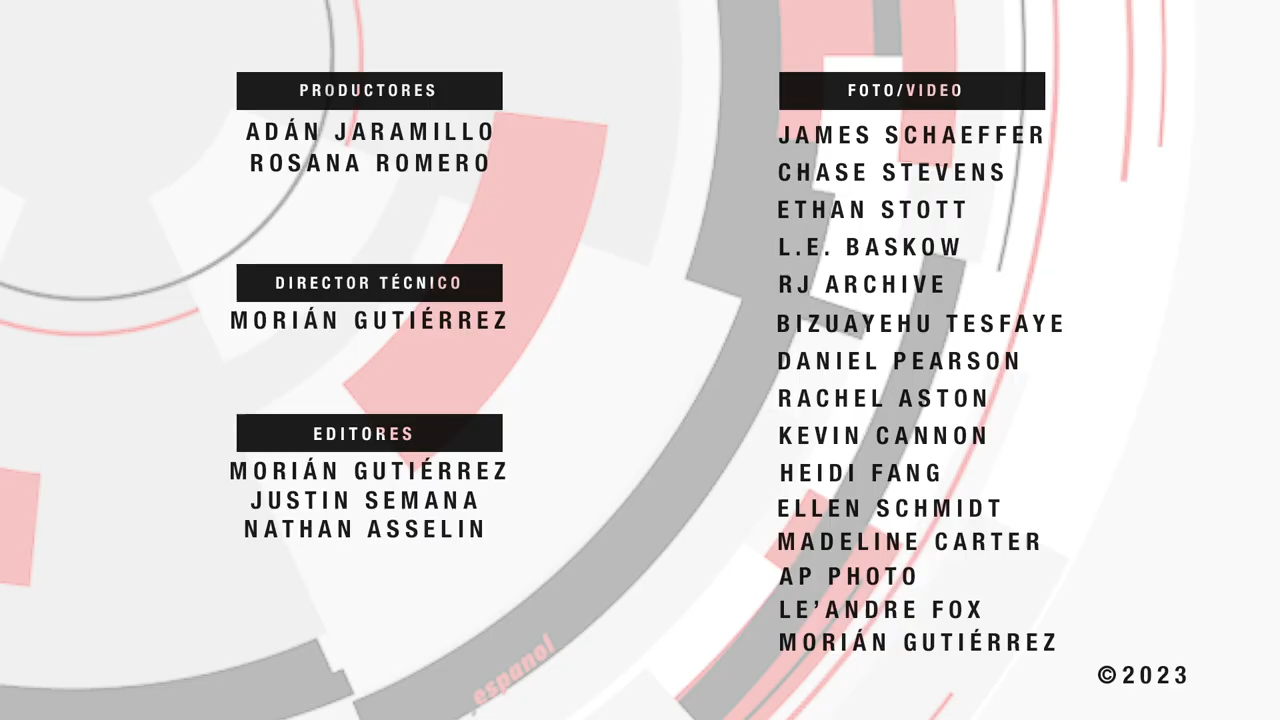 PRODUCTORES
ADÁN JARAMILLO
ROSANA ROMERO
DIRECTOR TÉCNICO
MORIÁN GUTIÉRREZ
EDITORES
MORIÁN GUTIÉRREZ
JUSTIN SEMANA
NATHAN ASSELIN
FOTO/VIDEO
JAMES SCHAEFFER
CHASE STEVENS
ETHAN STOTT
L.E. BASKOW
RJ ARCHIVE
BIZUAYEHU TESFAYE
DANIEL PEARSON
RACHEL ASTON
KEVIN CANNON
HEIDI FANG
ELLEN SCHMIDT
MADELINE CARTER
AP PHOTO
LE’ANDRE FOX
MORIÁN GUTIÉRREZ
©2023
espanol